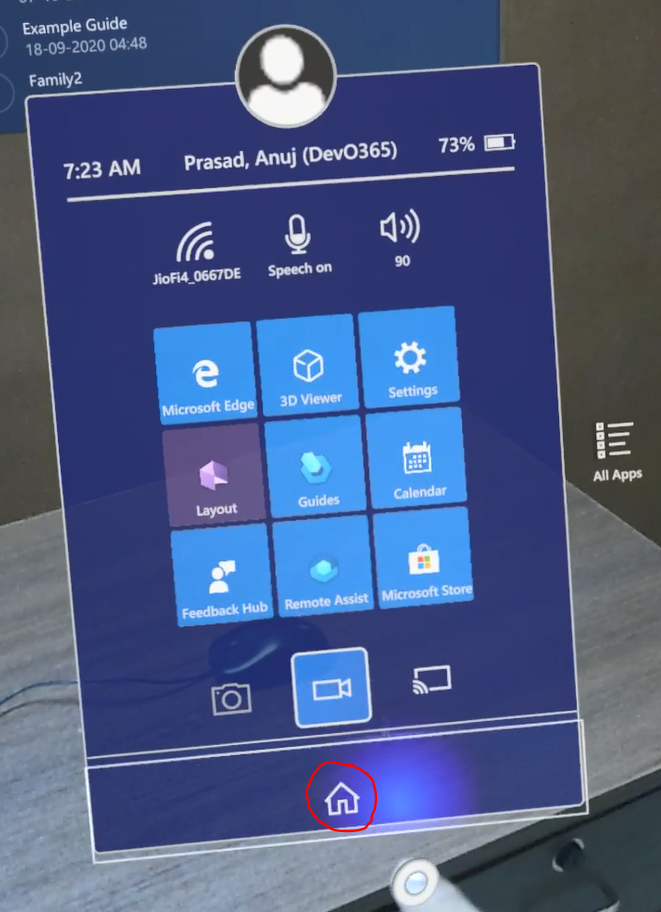 Example Guide
18-09-2020 04:48
Family2
7:23 AM
Prasad, Anuj (DevO365)
73%
JioFi4_0667DE
Speech on
90
Microsoft Edge
3D Viewer
Settings
Layout
Guides
Calendar
All Apps
Feedback Hub
Remote Assist
Microsoft Store